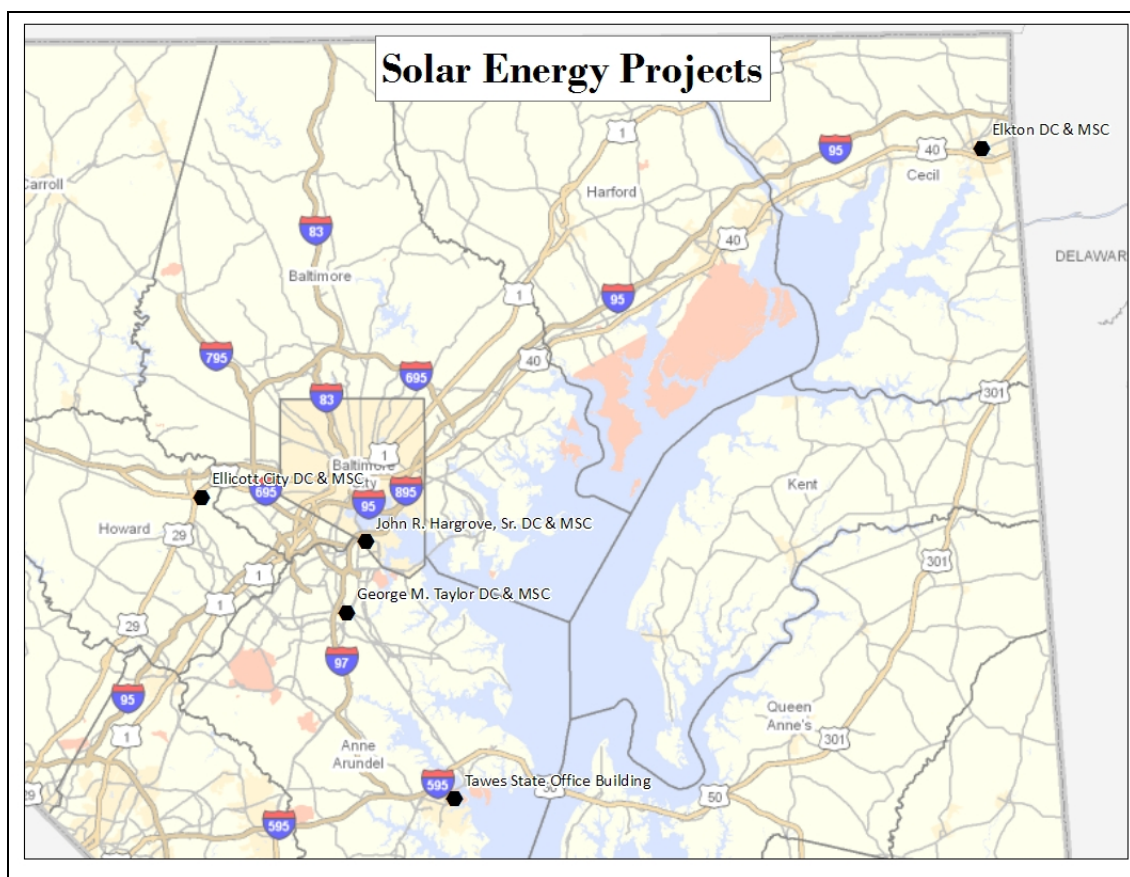 Solar Energy Projects
1
Elkton DC & MSC
95
40
Cecil
Carroll
Harford
83
40
DELAWAR
Baltimore
1
95
795
40
695
83
301
1
Baltimore
City
Ellicott City DC & MSC
695
895
95
Kent
Howard
John R. Hargrove, Sr. DC & MSC
29
301
1
George M. Taylor DC & MSC
1
29
97
95
1
Queen
Anne's
301
Anne
Arundel
595
Tawes State Office Building
50
29
595